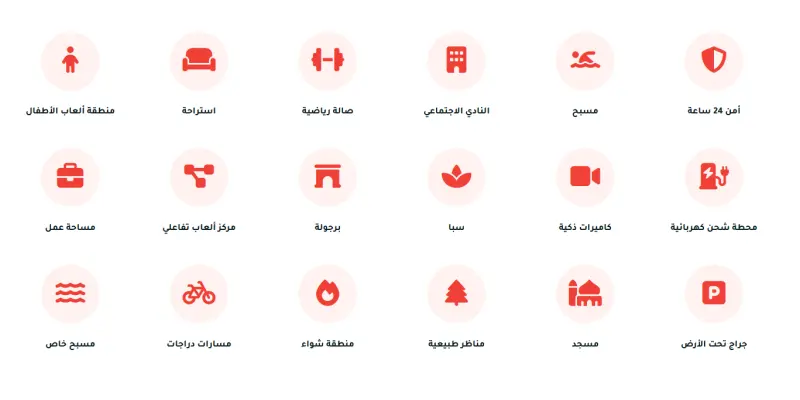 أمن 24 ساعة
مسبح
النادي الاجتماعي
صالة رياضية
استراحة
منطقة ألعاب الأطفال
محطة شحن كهربائية
كاميرات ذكية
سبا
برجولة
مركز ألعاب تفاعلي
مساحة عمل
P
جراج تحت الأرض
مسجد
مناظر طبيعية
منطقة شواء
مسارات دراجات
مسبح خاص